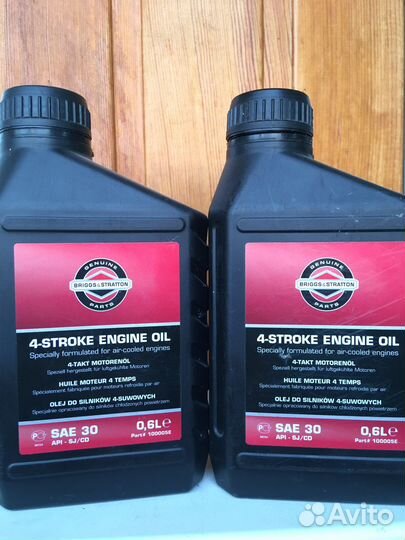 GENUINE
BRIGGS & STRATTON
PARTS
4-STROKE ENGINE OIL
Specially formulated for air-cooled engines
4-TAKT MOTORENÖL
Speziell hergestellt für luftgekühlte Motoren
HUILE MOTEUR 4 TEMPS
Specialement fabriquée pour moteurs refroidis par air
OLEJ DO SILNIKÓW 4-SUWOWYCH
Specjalnie opracowany do silników chłodzonych powietrzem
SAE 30
API - SJ/CD
0,6L℮
Part# 100005E
GENUINE
BRIGGS & STRATTON
PARTS
4-STROKE ENGINE OIL
Specially formulated for air-cooled engines
4-TAKT MOTORENÖL
Speziell hergestellt für luftgekühlte Motoren
HUILE MOTEUR 4 TEMPS
Specialement fabriquée pour moteurs refroidis par air
OLEJ DO SILNIKÓW 4-SUWOWYCH
Specjalnie opracowany do silników chłodzonych powietrzem
SAE 30
API - SJ/CD
0,6L℮
Part# 100005E
Avito